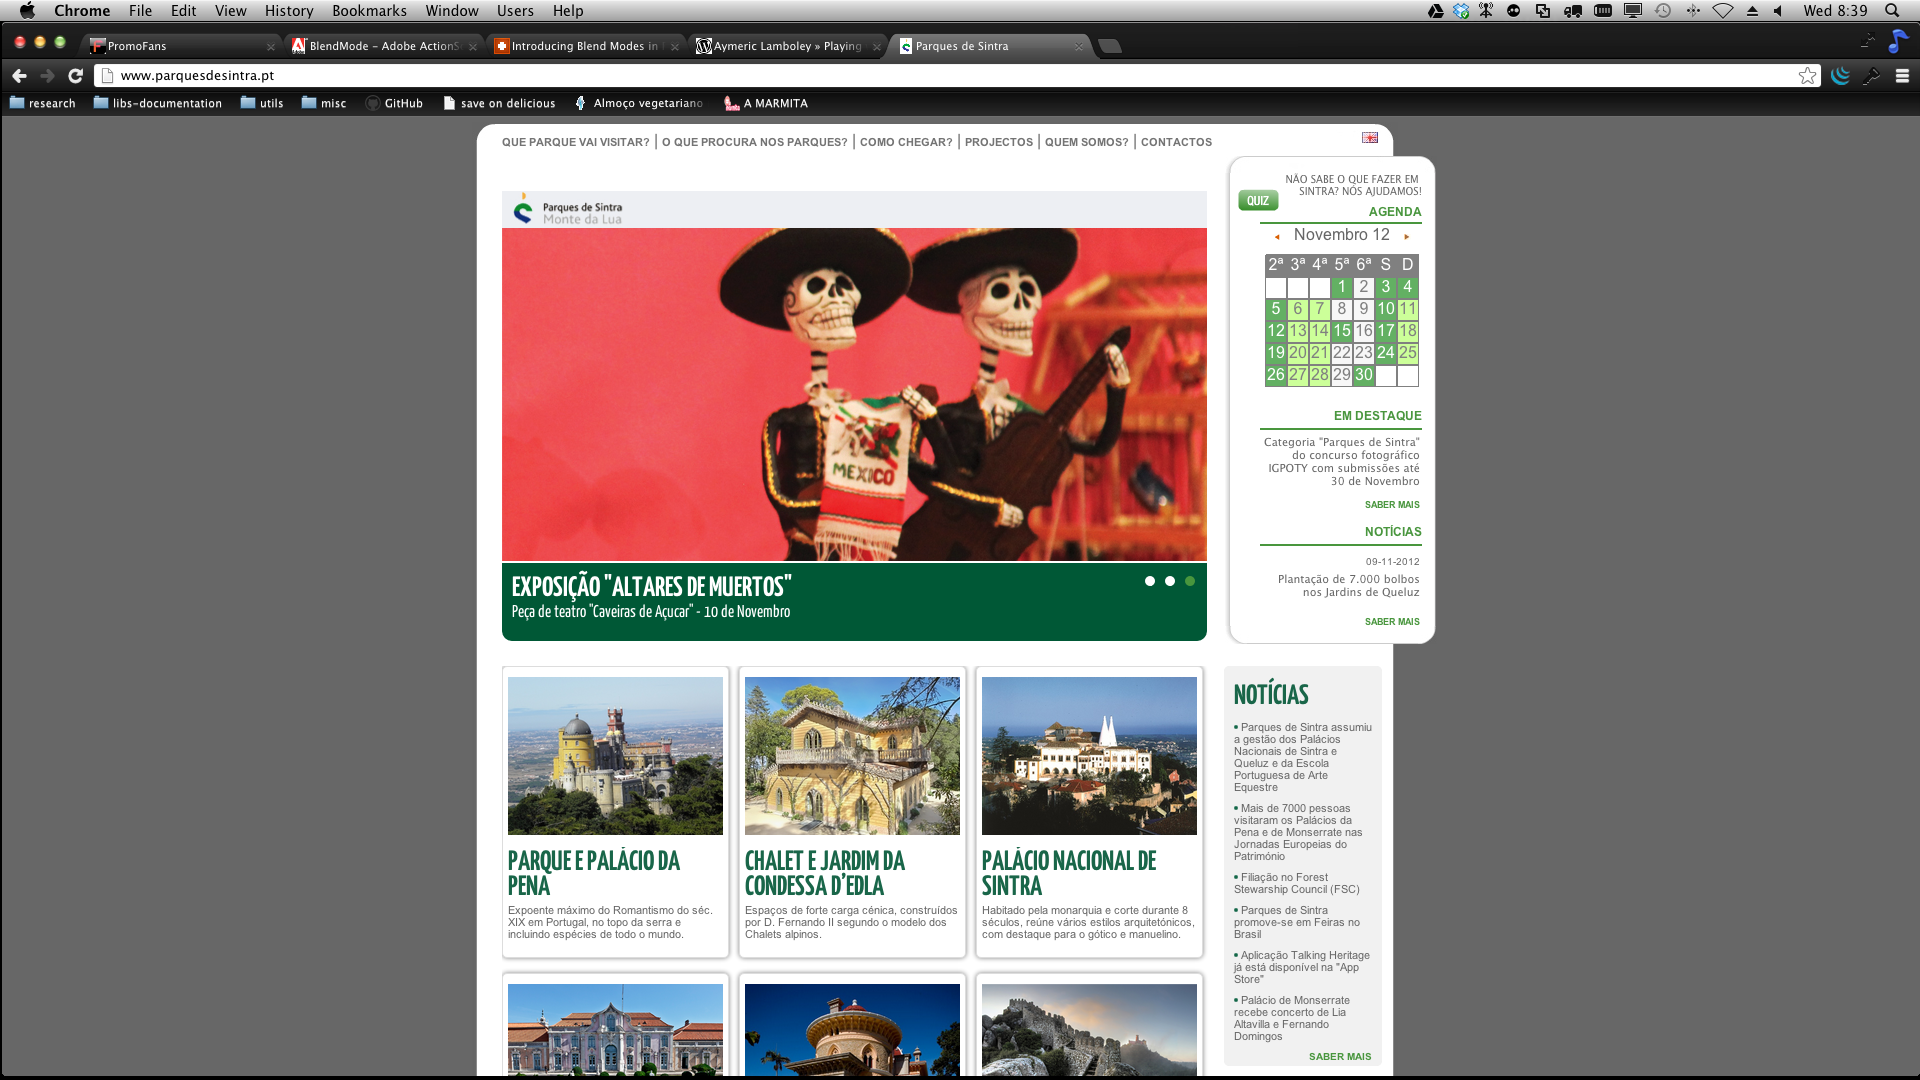 Chrome File Edit View History Bookmarks Window Users Help
Wed 8:39
PromoFans
BlendMode – Adobe ActionS
Introducing Blend Modes in
Aymeric Lamboley » Playing
Parques de Sintra
www.parquesdesintra.pt
research
libs-documentation
utils
misc
GitHub
save on delicious
Almoço vegetariano
A MARMITA
QUE PARQUE VAI VISITAR? | O QUE PROCURA NOS PARQUES? | COMO CHEGAR? | PROJECTOS | QUEM SOMOS? | CONTACTOS
Parques de Sintra
Monte da Lua
MEXICO
EXPOSIÇÃO "ALTARES DE MUERTOS"
Peça de teatro "Caveiras de Açucar" - 10 de Novembro
NÃO SABE O QUE FAZER EM
SINTRA? NÓS AJUDAMOS!
QUIZ
AGENDA
Novembro 12
2ª 3ª 4ª 5ª 6ª S D
1 2 3 4
5 6 7 8 9 10 11
12 13 14 15 16 17 18
19 20 21 22 23 24 25
26 27 28 29 30
EM DESTAQUE
Categoria "Parques de Sintra"
do concurso fotográfico
IGPOTY com submissões até
30 de Novembro
SABER MAIS
NOTÍCIAS
09-11-2012
Plantação de 7.000 bolbos
nos Jardins de Queluz
SABER MAIS
PARQUE E PALÁCIO DA
PENA
Expoente máximo do Romantismo do séc.
XIX em Portugal, no topo da serra e
incluindo espécies de todo o mundo.
CHALET E JARDIM DA
CONDESSA D'EDLA
Espaços de forte carga cénica, construídos
por D. Fernando II segundo o modelo dos
Chalets alpinos.
PALÁCIO NACIONAL DE
SINTRA
Habitado pela monarquia e corte durante 8
séculos, reúne vários estilos arquitetónicos,
com destaque para o gótico e manuelino.
NOTÍCIAS
• Parques de Sintra assumiu
a gestão dos Palácios
Nacionais de Sintra e
Queluz e da Escola
Portuguesa de Arte
Equestre
• Mais de 7000 pessoas
visitaram os Palácios da
Pena e de Monserrate nas
Jornadas Europeias do
Património
• Filiação no Forest
Stewarship Council (FSC)
• Parques de Sintra
promove-se em Feiras no
Brasil
• Aplicação Talking Heritage
já está disponível na "App
Store"
• Palácio de Monserrate
recebe concerto de Lia
Altavilla e Fernando
Domingos
SABER MAIS